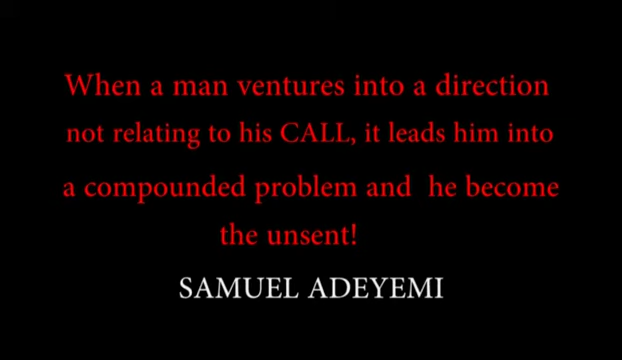 When a man ventures into a direction
not relating to his CALL, it leads him into
a compounded problem and he become
the unsent!
SAMUEL ADEYEMI